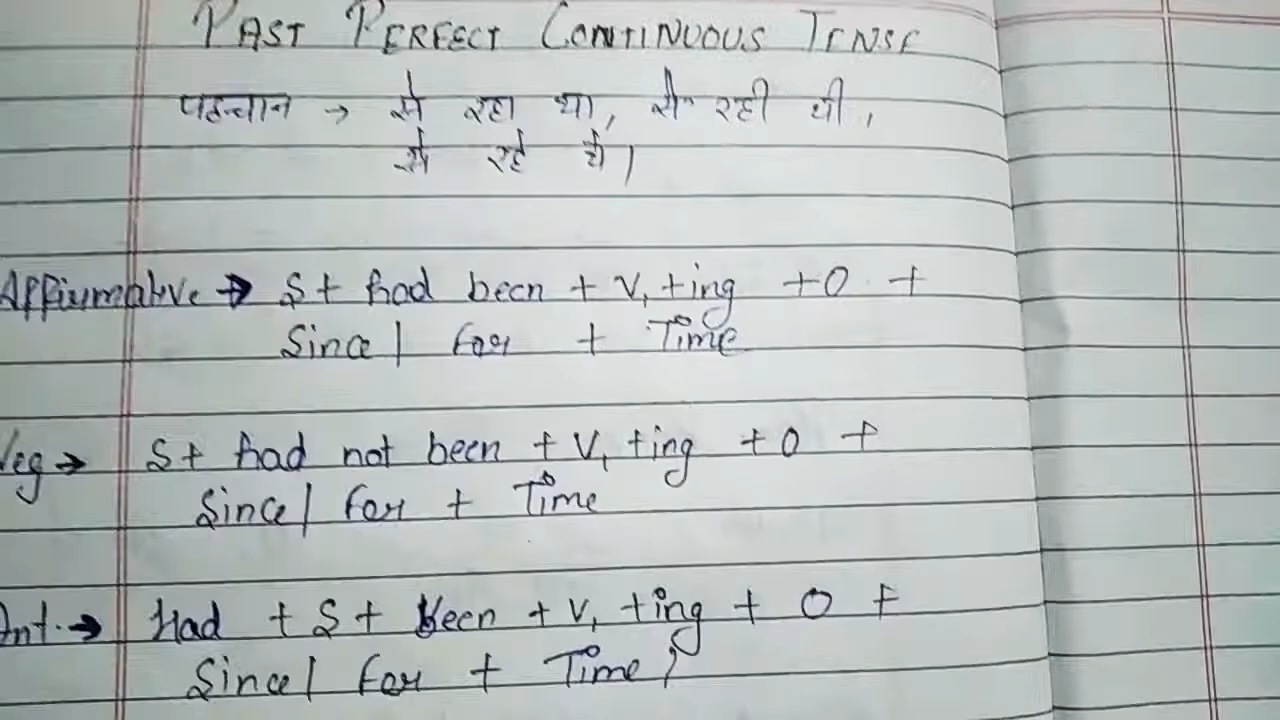 PAST PERFECT CONTINUOUS TENSE
पहचान → से रहा था, से रही थी,
से रहे थे।
Affirmative → S + had been + V₁ + ing + O +
Since / for + Time
Neg → S + had not been + V₁ + ing + O +
Since / for + Time
Int. → Had + S + been + V₁ + ing + O +
Since / for + Time ?